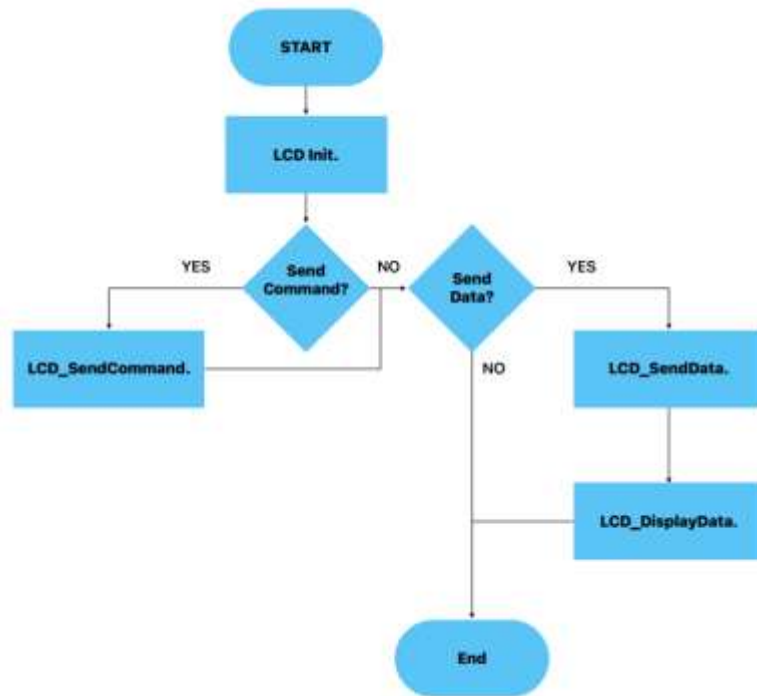 START
LCD Init.
YES
Send
Command?
NO
Send
Data?
YES
LCD_SendCommand.
NO
LCD_SendData.
LCD_DisplayData.
End